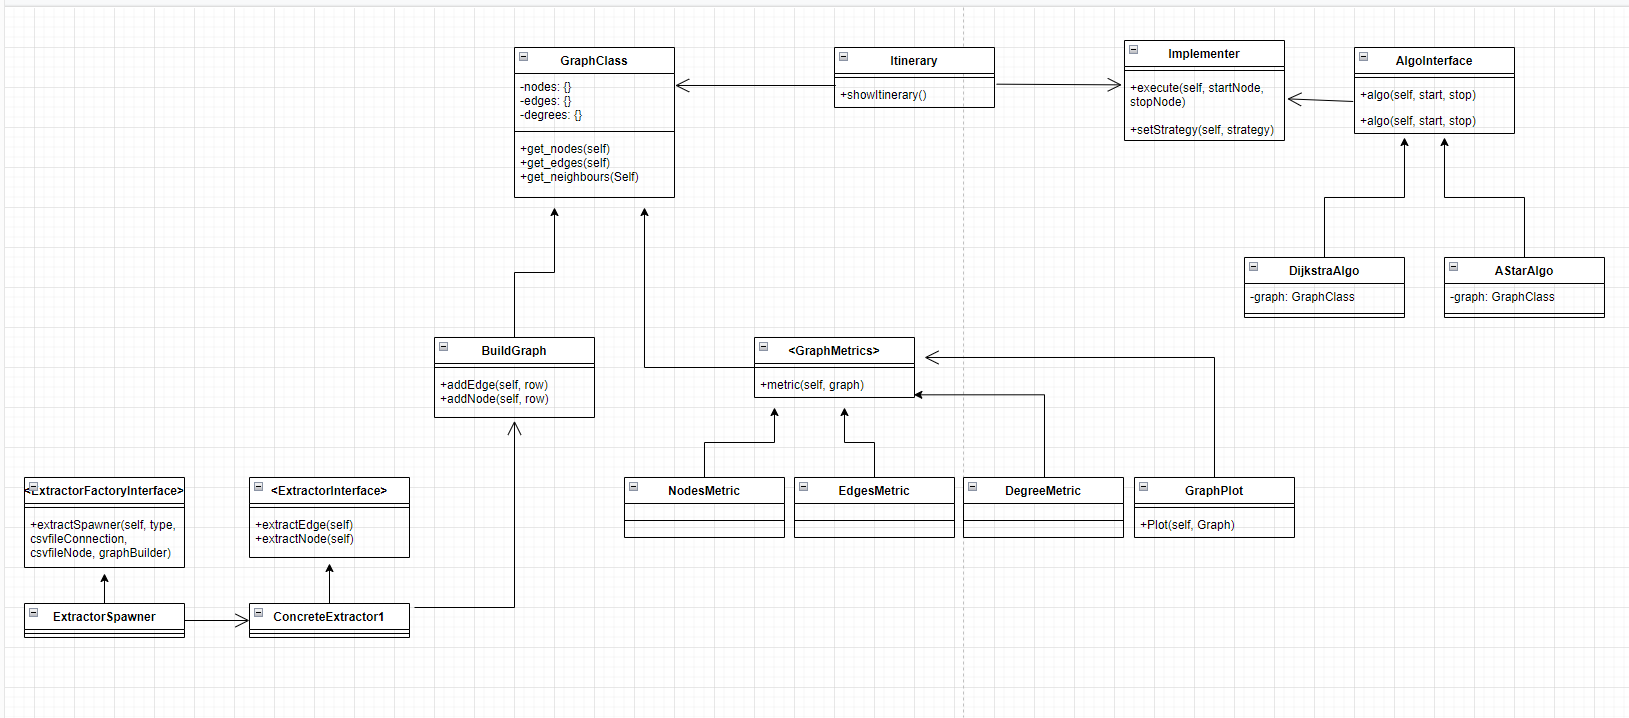 GraphClass
-nodes: {}
-edges: {}
-degrees: {}
+get_nodes(self)
+get_edges(self)
+get_neighbours(Self)
Itinerary
+showItinerary()
Implementer
+execute(self, startNode,
stopNode)
+setStrategy(self, strategy)
AlgoInterface
+algo(self, start, stop)
+algo(self, start, stop)
DijkstraAlgo
-graph: GraphClass
AStarAlgo
-graph: GraphClass
BuildGraph
+addEdge(self, row)
+addNode(self, row)
<GraphMetrics>
+metric(self, graph)
<ExtractorFactoryInterface>
+extractSpawner(self, type,
csvfileConnection,
csvfileNode, graphBuilder)
<ExtractorInterface>
+extractEdge(self)
+extractNode(self)
NodesMetric
EdgesMetric
DegreeMetric
GraphPlot
+Plot(self, Graph)
ExtractorSpawner
ConcreteExtractor1